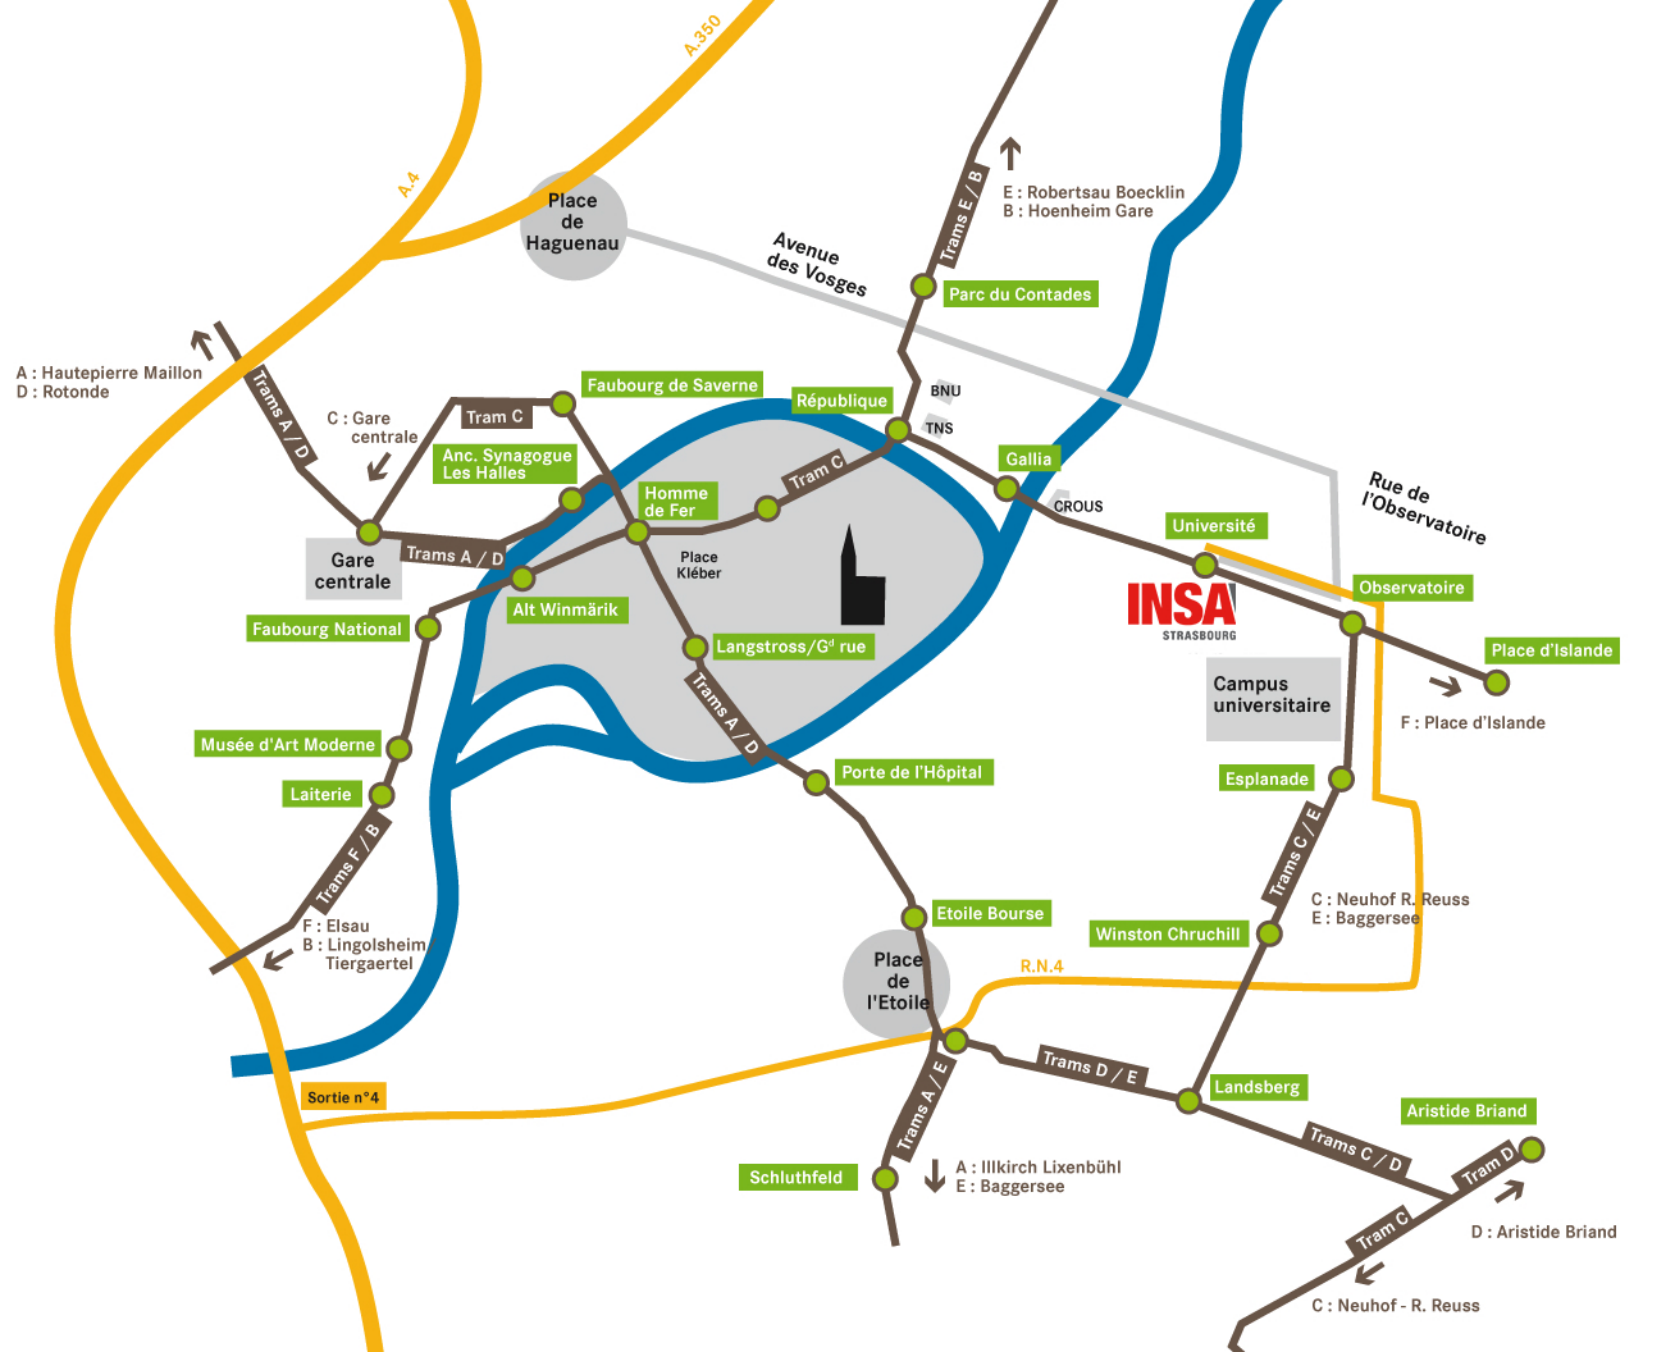 A.350
A.4
Place
de
Haguenau
Avenue
des Vosges
Trams E / B
E : Robertsau Boecklin
B : Hoenheim Gare
Parc du Contades
A : Hautepierre Maillon
D : Rotonde
Trams A / D
C : Gare
centrale
Tram C
Faubourg de Saverne
République
BNU
TNS
Anc. Synagogue
Les Halles
Homme
de Fer
Tram C
Gallia
CROUS
Rue de
l'Observatoire
Université
Gare
centrale
Trams A / D
Place
Kléber
Alt Winmärik
Faubourg National
INSA
STRASBOURG
Observatoire
Langstross/Gd rue
Place d'Islande
F : Place d'Islande
Campus
universitaire
Trams A / D
Musée d'Art Moderne
Laiterie
Porte de l'Hôpital
Esplanade
Trams F / B
Trams C / E
F : Elsau
B : Lingolsheim
Tiergaertel
C : Neuhof R. Reuss
E : Baggersee
Etoile Bourse
Winston Chruchill
Place
de
l'Etoile
R.N.4
Sortie n°4
Trams A / E
Trams D / E
Landsberg
Aristide Briand
Trams C / D
Tram D
Schluthfeld
A : Illkirch Lixenbühl
E : Baggersee
Tram C
D : Aristide Briand
C : Neuhof - R. Reuss